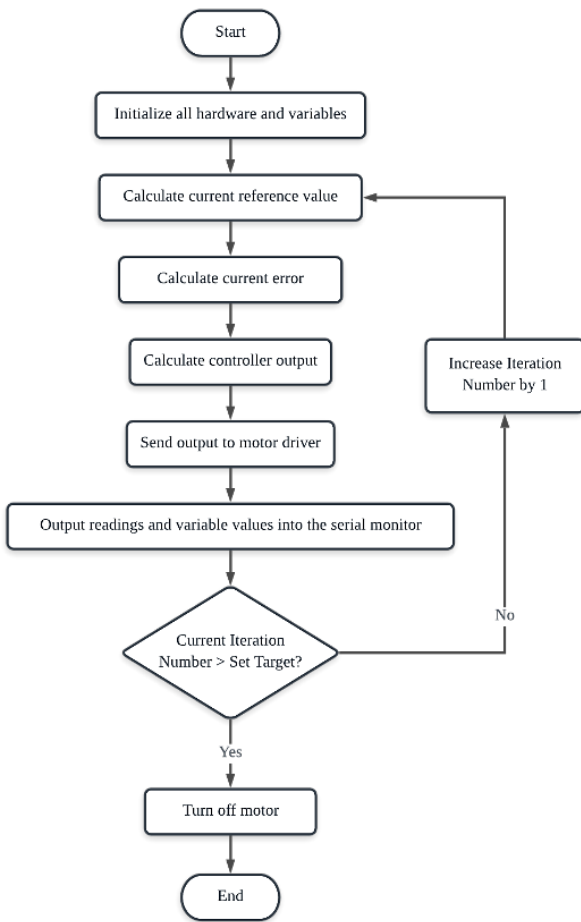 Start
Initialize all hardware and variables
Calculate current reference value
Calculate current error
Calculate controller output
Increase Iteration
Number by 1
Send output to motor driver
Output readings and variable values into the serial monitor
Current Iteration
Number > Set Target?
No
Yes
Turn off motor
End